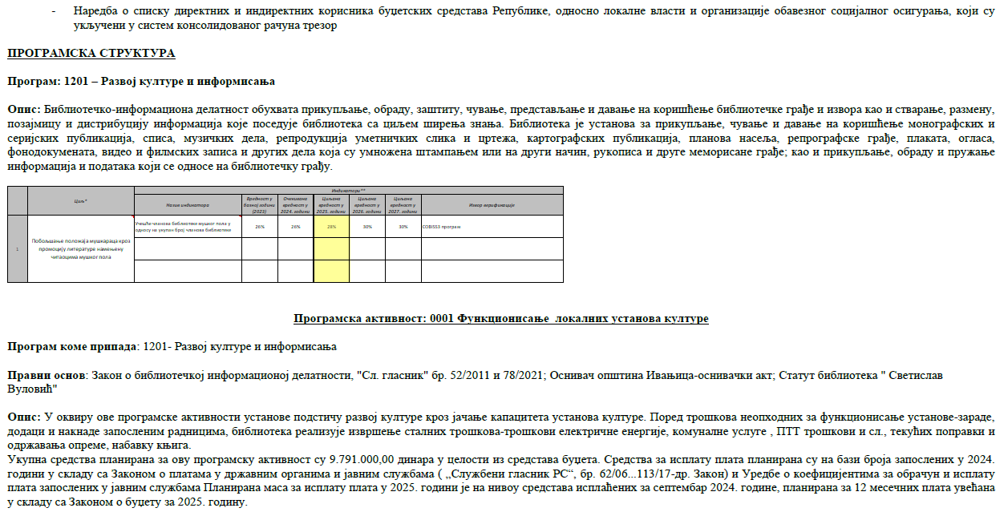 - Наредба о списку директних и индиректних корисника буџетских средстава Републике, односно локалне власти и организације обавезног социјалног осигурања, који су
укључени у систем консолидованог рачуна трезор
ПРОГРАМСКА СТРУКТУРА
Програм: 1201 – Развој културе и информисања
Опис: Библиотечко-информациона делатност обухвата прикупљање, обраду, заштиту, чување, представљање и давање на коришћење библиотечке грађе и извора као и стварање, размену,
позајмицу и дистрибуцију информација које поседује библиотека са циљем ширења знања. Библиотека је установа за прикупљање, чување и давање на коришћење монографских и
серијских публикација, списа, музичких дела, репродукција уметничких слика и цртежа, картографских публикација, планова насеља, репрографске грађе, плаката, огласа,
фонодокумената, видео и филмских записа и других дела која су умножена штампањем или на други начин, рукописа и друге меморисане грађе; као и прикупљање, обраду и пружање
информација и података који се односе на библиотечку грађу.
Циљ*
Индикатори**
Назив индикатора
Вредност у
базној години
(2023)
Очекивана
вредност у
2024. години
Циљана
вредност у
2025. години
Циљана
вредност у
2026. години
Циљана
вредност у
2027. години
Извор верификације
1
Побољшање положаја мушкараца кроз
промоцију литературе намењену
читаоцима мушког пола
Учешће чланова библиотеке мушког пола у
односу на укупан број чланова библиотеке
26%
26%
28%
30%
30%
COBISS3 програм
Програмска активност: 0001 Функционисање локалних установа културе
Програм коме припада: 1201- Развој културе и информисања
Правни основ: Закон о библиотечкој информационој делатности, "Сл. гласник" бр. 52/2011 и 78/2021; Оснивач општина Ивањица-оснивачки акт; Статут библиотека " Светислав
Вуловић"
Опис: У оквиру ове програмске активности установе подстичу развој културе кроз јачање капацитета установа културе. Поред трошкова неопходних за функционисање установе-зараде,
додаци и накнаде запосленим радницима, библиотека реализује извршење сталних трошкова-трошкови електричне енергије, комуналне услуге , ПТТ трошкови и сл., текућих поправки и
одржавања опреме, набавку књига.
Укупна средства планирана за ову програмску активност су 9.791.000,00 динара у целости из средстава буџета. Средства за исплату плата планирана су на бази броја запослених у 2024.
години у складу са Законом о платама у државним органима и јавним службама ( ,,Службени гласник РС“, бр. 62/06...113/17-др. Закон) и Уредбе о коефицијентима за обрачун и исплату
плата запослених у јавним службама Планирана маса за исплату плата у 2025. години је на нивоу средстава исплаћених за септембар 2024. године, планирана за 12 месечних плата увећана
у складу са Законом о буџету за 2025. годину.